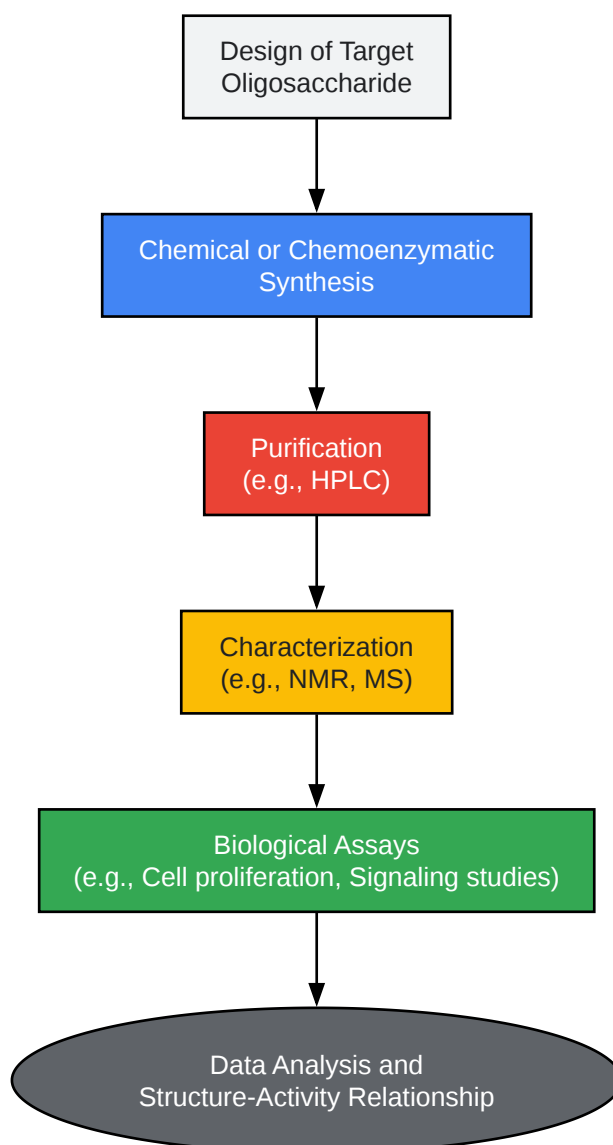 Design of Target
Oligosaccharide
Chemical or Chemoenzymatic
Synthesis
Purification
(e.g., HPLC)
Characterization
(e.g., NMR, MS)
Biological Assays
(e.g., Cell proliferation, Signaling studies)
Data Analysis and
Structure-Activity Relationship